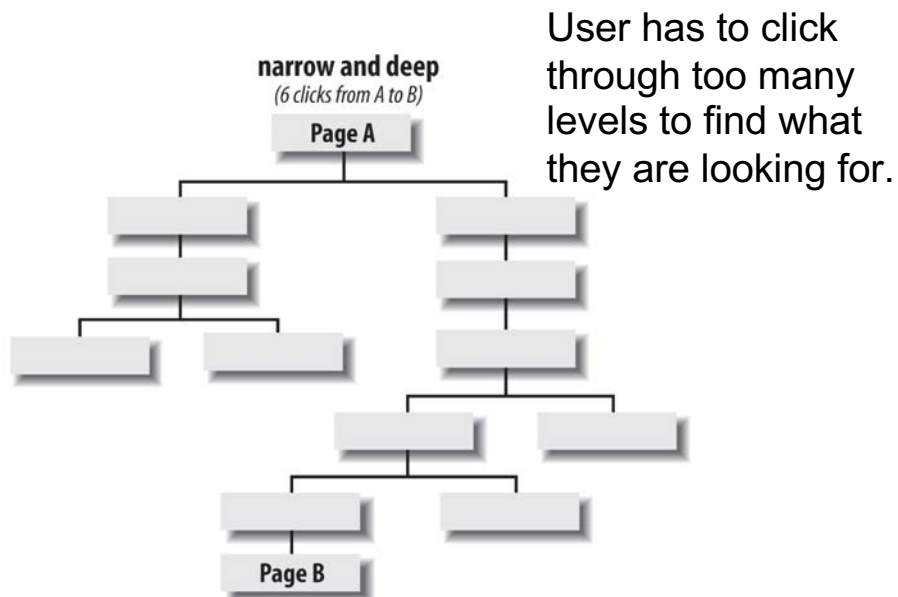 User has to click
through too many
levels to find what
they are looking for.
narrow and deep
(6 clicks from A to B)
Page A
Page B